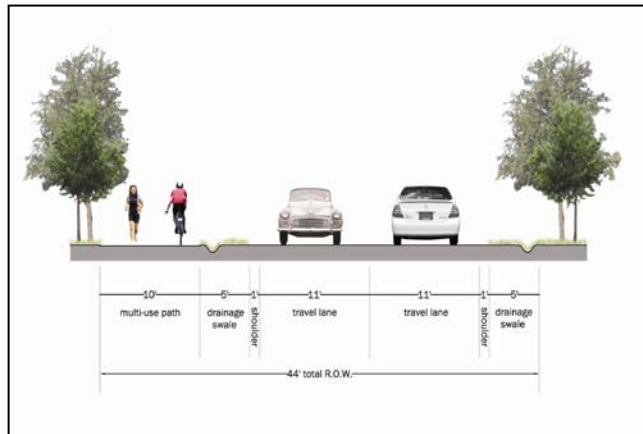 10' 5' 1' 11' 11' 1' 5'
multi-use path drainage swale shoulder travel lane travel lane shoulder drainage swale
44' total R.O.W.